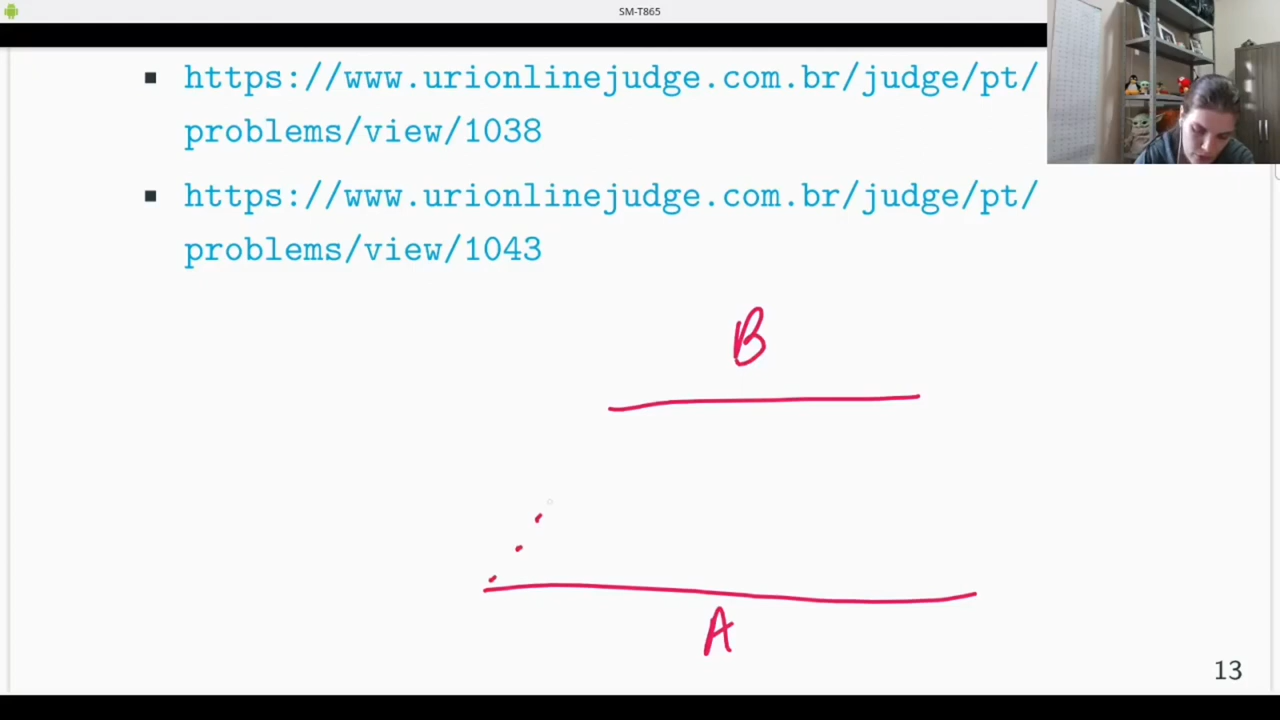 SM-T865
https://www.urionlinejudge.com.br/judge/pt/
problems/view/1038
https://www.urionlinejudge.com.br/judge/pt/
problems/view/1043
B
A
13